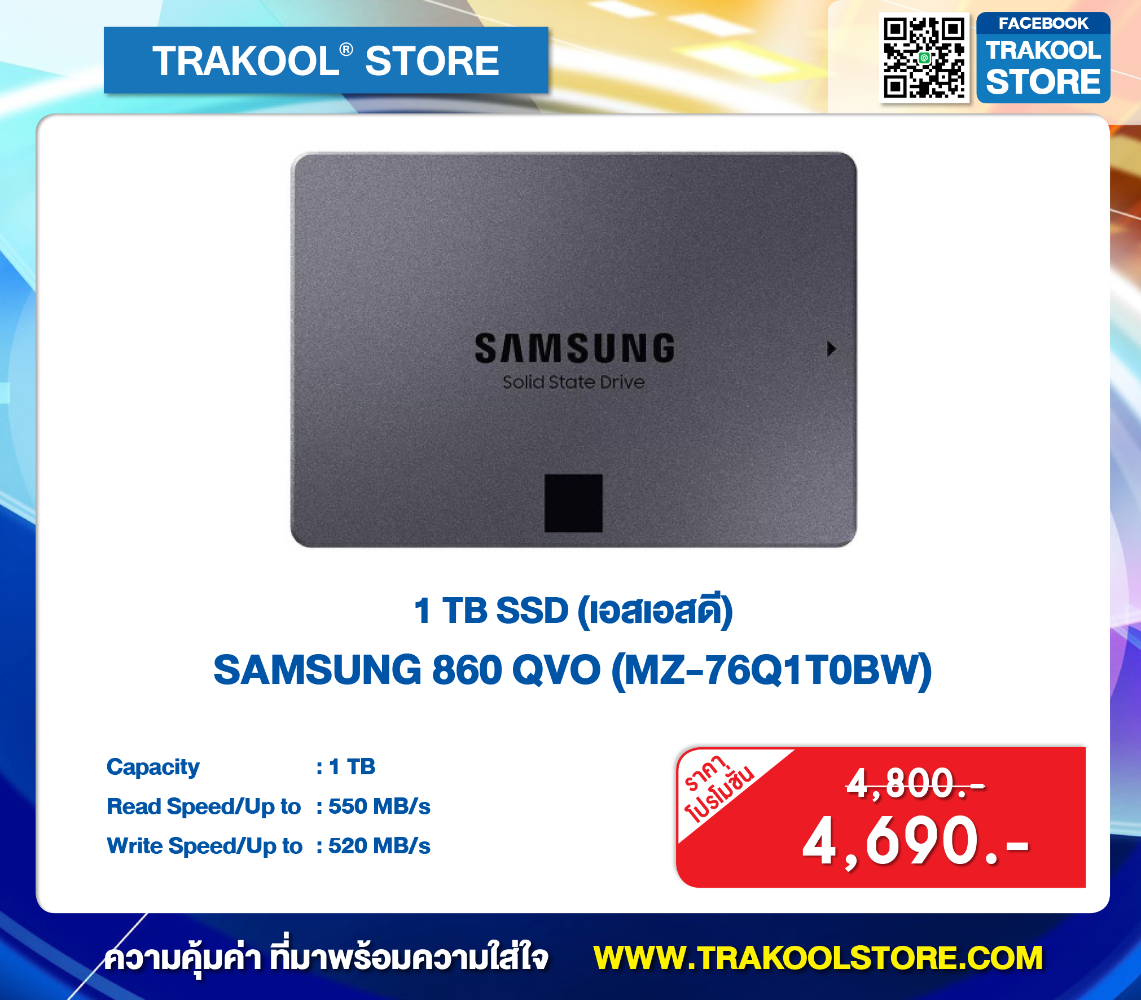 TRAKOOL® STORE
FACEBOOK
TRAKOOL
STORE
SAMSUNG
Solid State Drive
1 TB SSD (เอสเอสดี)
SAMSUNG 860 QVO (MZ-76Q1T0BW)
Capacity : 1 TB
Read Speed/Up to : 550 MB/s
Write Speed/Up to : 520 MB/s
ราคา
โปรโมชั่น
4,800.-
4,690.-
ความคุ้มค่า ที่มาพร้อมความใส่ใจ WWW.TRAKOOLSTORE.COM